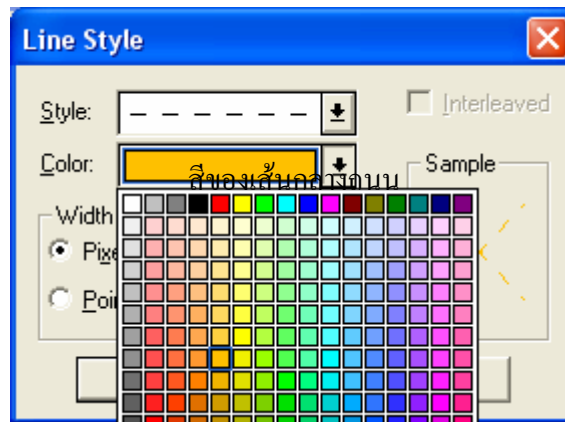 Line Style
Style:
Interleaved
Color:
Sample
สีของเส้นกลางถนน
Width